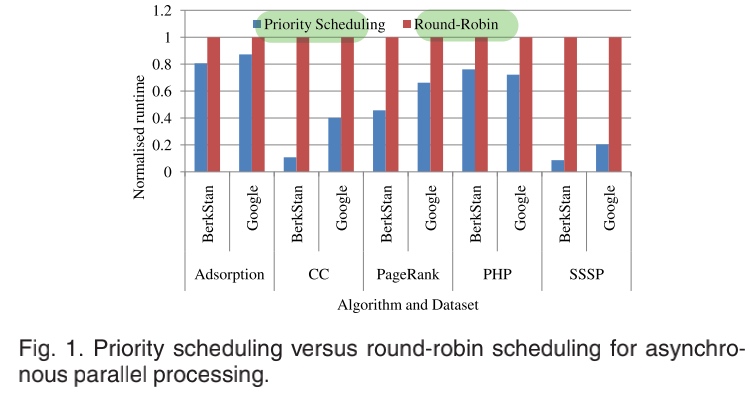 1.2
Priority Scheduling Round-Robin
1
0.8
0.6
0.4
0.2
0
Normalised runtime
BerkStan Google BerkStan Google BerkStan Google BerkStan Google BerkStan Google
Adsorption CC PageRank PHP SSSP
Algorithm and Dataset
Fig. 1. Priority scheduling versus round-robin scheduling for asynchro-
nous parallel processing.